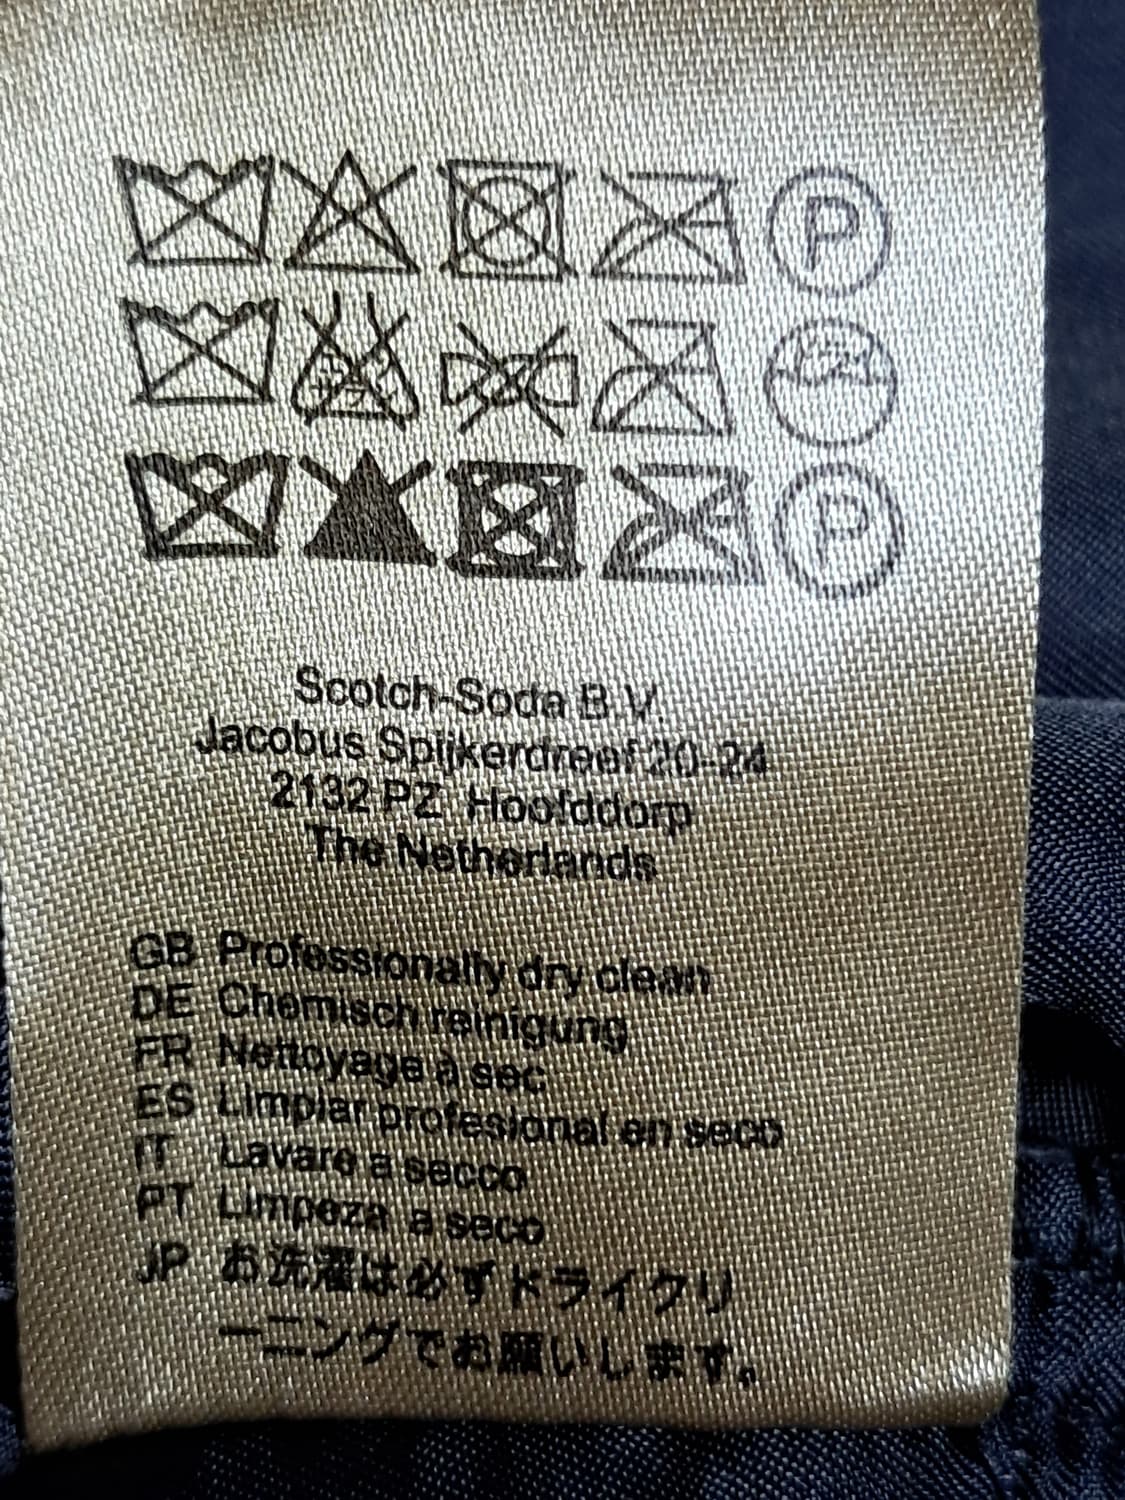 P
P
Scotch-Soda B.V.
Jacobus Spijkerdreef 20-24
2132 PZ Hoofddorp
The Netherlands
GB Professionally dry clean
DE Chemisch reinigung
FR Nettoyage à sec
ES Limpiar profesional en seco
IT Lavare a secco
PT Limpeza a seco
JP お洗濯は必ずドライクリ
ーニングでお願いします。